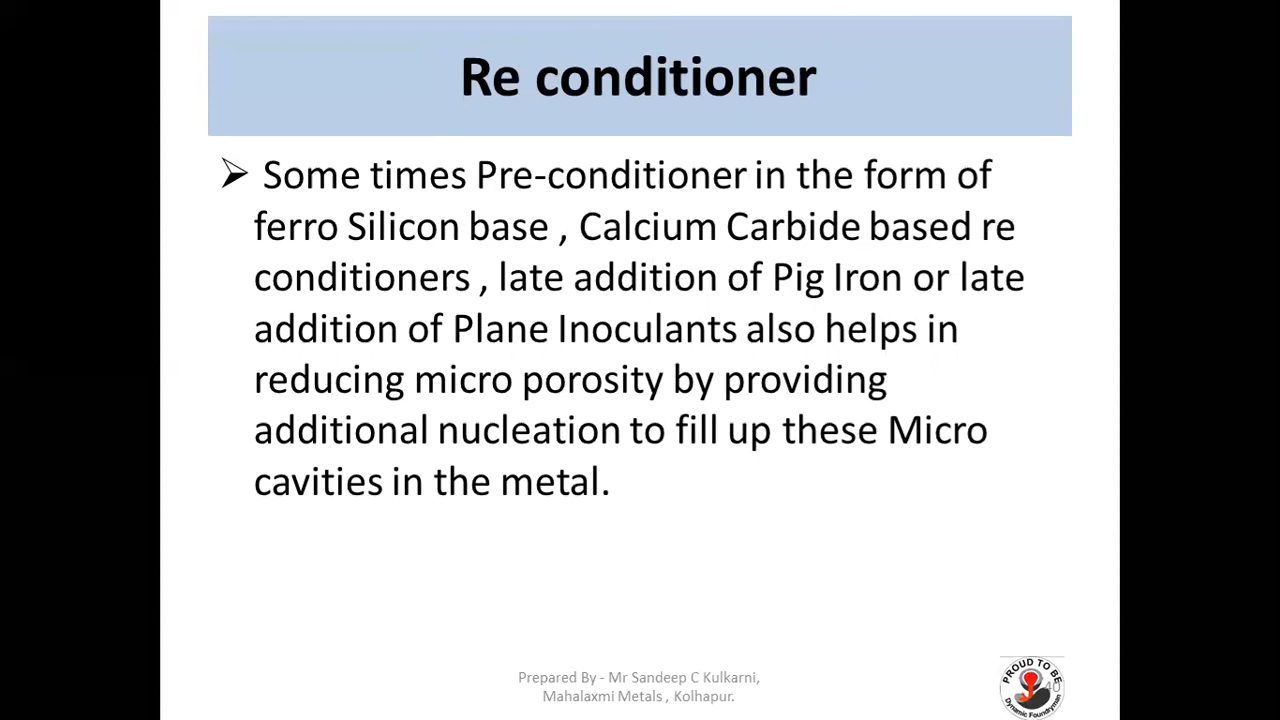 Re conditioner
Some times Pre-conditioner in the form of
ferro Silicon base , Calcium Carbide based re
conditioners , late addition of Pig Iron or late
addition of Plane Inoculants also helps in
reducing micro porosity by providing
additional nucleation to fill up these Micro
cavities in the metal.
Prepared By - Mr Sandeep C Kulkarni,
Mahalaxmi Metals , Kolhapur.
PROUD TO BE
40
Dynamic Foundryman